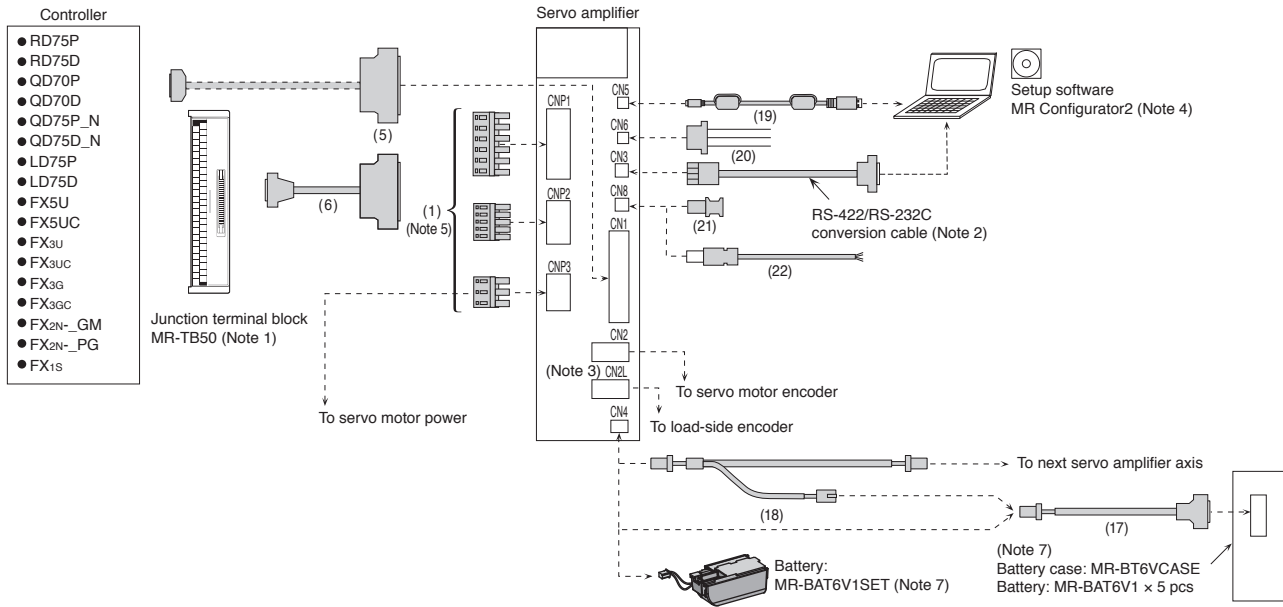 Controller
● RD75P
● RD75D
● QD70P
● QD70D
● QD75P_N
● QD75D_N
● LD75P
● LD75D
● FX5U
● FX5UC
● FX3U
● FX3UC
● FX3G
● FX3GC
● FX2N-_GM
● FX2N-_PG
● FX1S
(5)
(6)
Junction terminal block
MR-TB50 (Note 1)
(1)
(Note 5)
To servo motor power
Servo amplifier
CNP1
CNP2
CNP3
CN5
CN6
CN3
CN8
CN1
CN2
(Note 3)
CN2L
CN4
(19)
(20)
(21)
(22)
Setup software
MR Configurator2 (Note 4)
RS-422/RS-232C
conversion cable (Note 2)
To servo motor encoder
To load-side encoder
To next servo amplifier axis
(18)
(17)
Battery:
MR-BAT6V1SET (Note 7)
(Note 7)
Battery case: MR-BT6VCASE
Battery: MR-BAT6V1 × 5 pcs